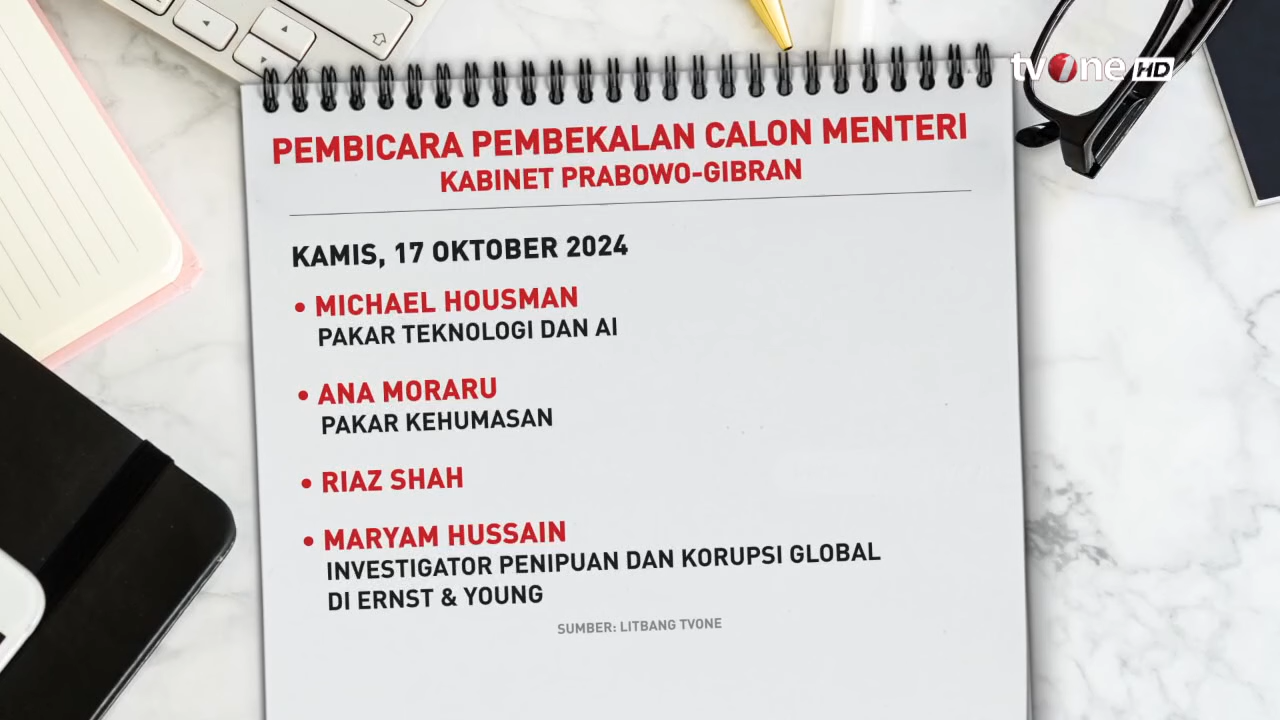 tvOne HD
PEMBICARA PEMBEKALAN CALON MENTERI
KABINET PRABOWO-GIBRAN
KAMIS, 17 OKTOBER 2024
• MICHAEL HOUSMAN
PAKAR TEKNOLOGI DAN AI
• ANA MORARU
PAKAR KEHUMASAN
• RIAZ SHAH
• MARYAM HUSSAIN
INVESTIGATOR PENIPUAN DAN KORUPSI GLOBAL
DI ERNST & YOUNG
SUMBER: LITBANG TVONE